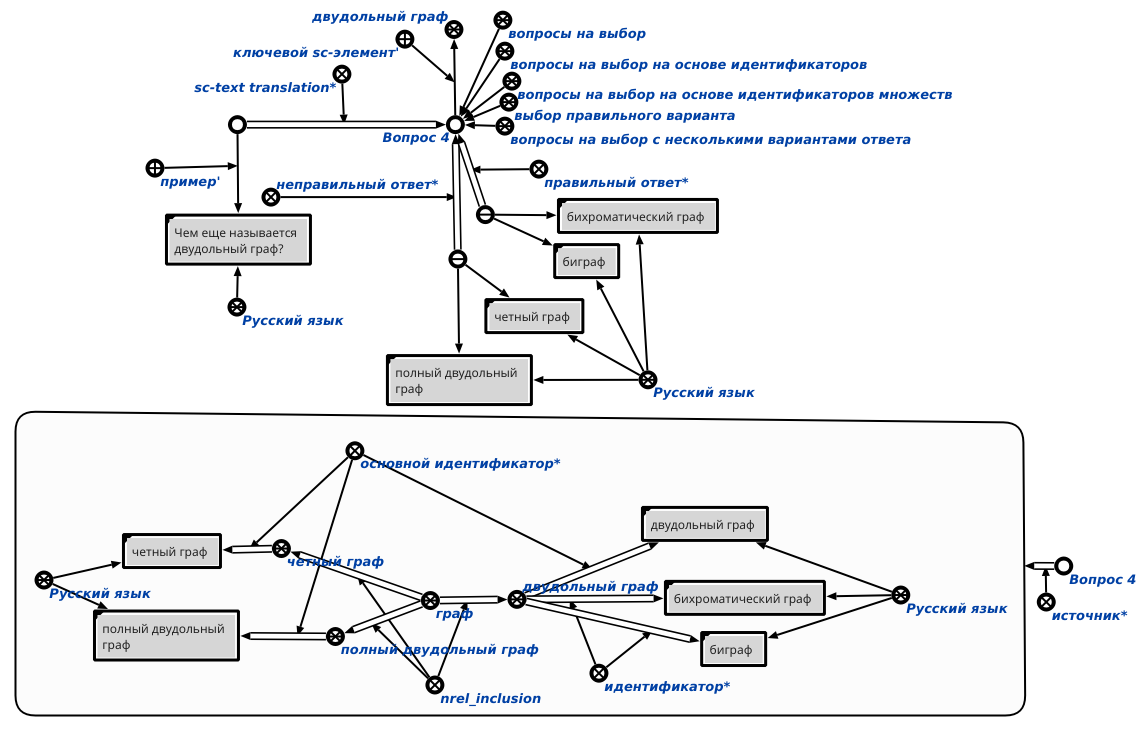 двудольный граф
вопросы на выбор
ключевой sc-элемент'
вопросы на выбор на основе идентификаторов
sc-text translation*
вопросы на выбор на основе идентификаторов множеств
выбор правильного варианта
Вопрос 4
вопросы на выбор с несколькими вариантами ответа
пример'
неправильный ответ*
правильный ответ*
Чем еще называется
двудольный граф?
бихроматический граф
биграф
Русский язык
четный граф
полный двудольный
граф
Русский язык
основной идентификатор*
двудольный граф
четный граф
четный граф
двудольный граф
Русский язык
бихроматический граф
Русский язык
граф
полный двудольный
граф
полный двудольный граф
биграф
идентификатор*
nrel_inclusion
Вопрос 4
источник*